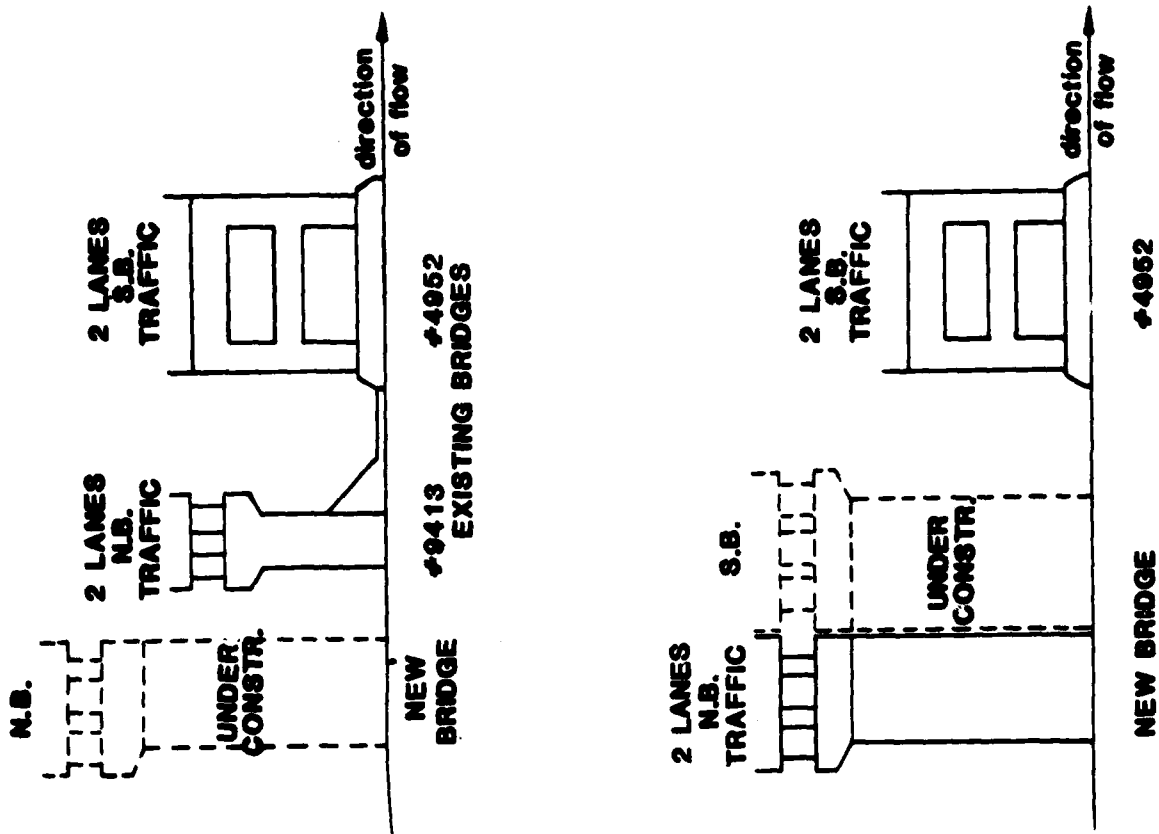 N.B.
UNDER
CONSTR.
NEW
BRIDGE
2 LANES
N.B.
TRAFFIC
2 LANES
S.B.
TRAFFIC
direction
of flow
#9413 #4952
EXISTING BRIDGES
2 LANES
N.B.
TRAFFIC
S.B.
UNDER
CONSTR.
2 LANES
S.B.
TRAFFIC
direction
of flow
NEW BRIDGE
#4952